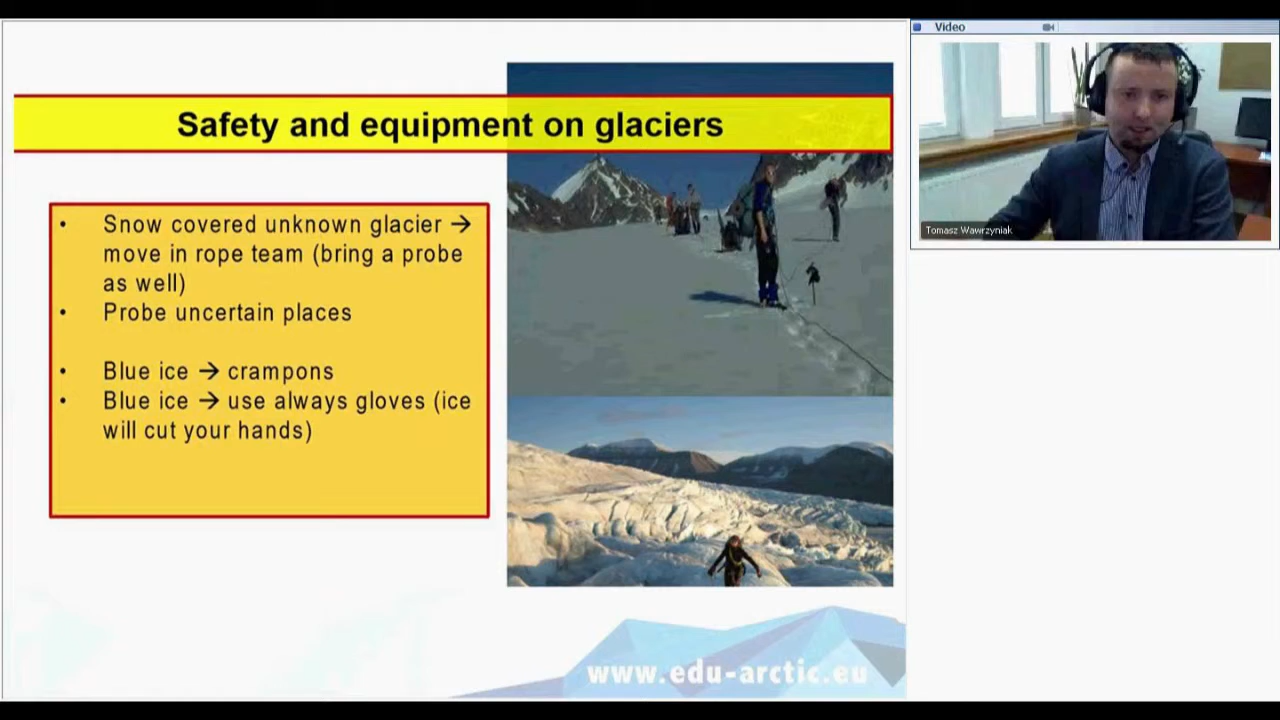 Safety and equipment on glaciers
• Snow covered unknown glacier →
move in rope team (bring a probe
as well)
• Probe uncertain places
• Blue ice → crampons
• Blue ice → use always gloves (ice
will cut your hands)
www.edu-arctic.eu
Video
Tomasz Wawrzyniak